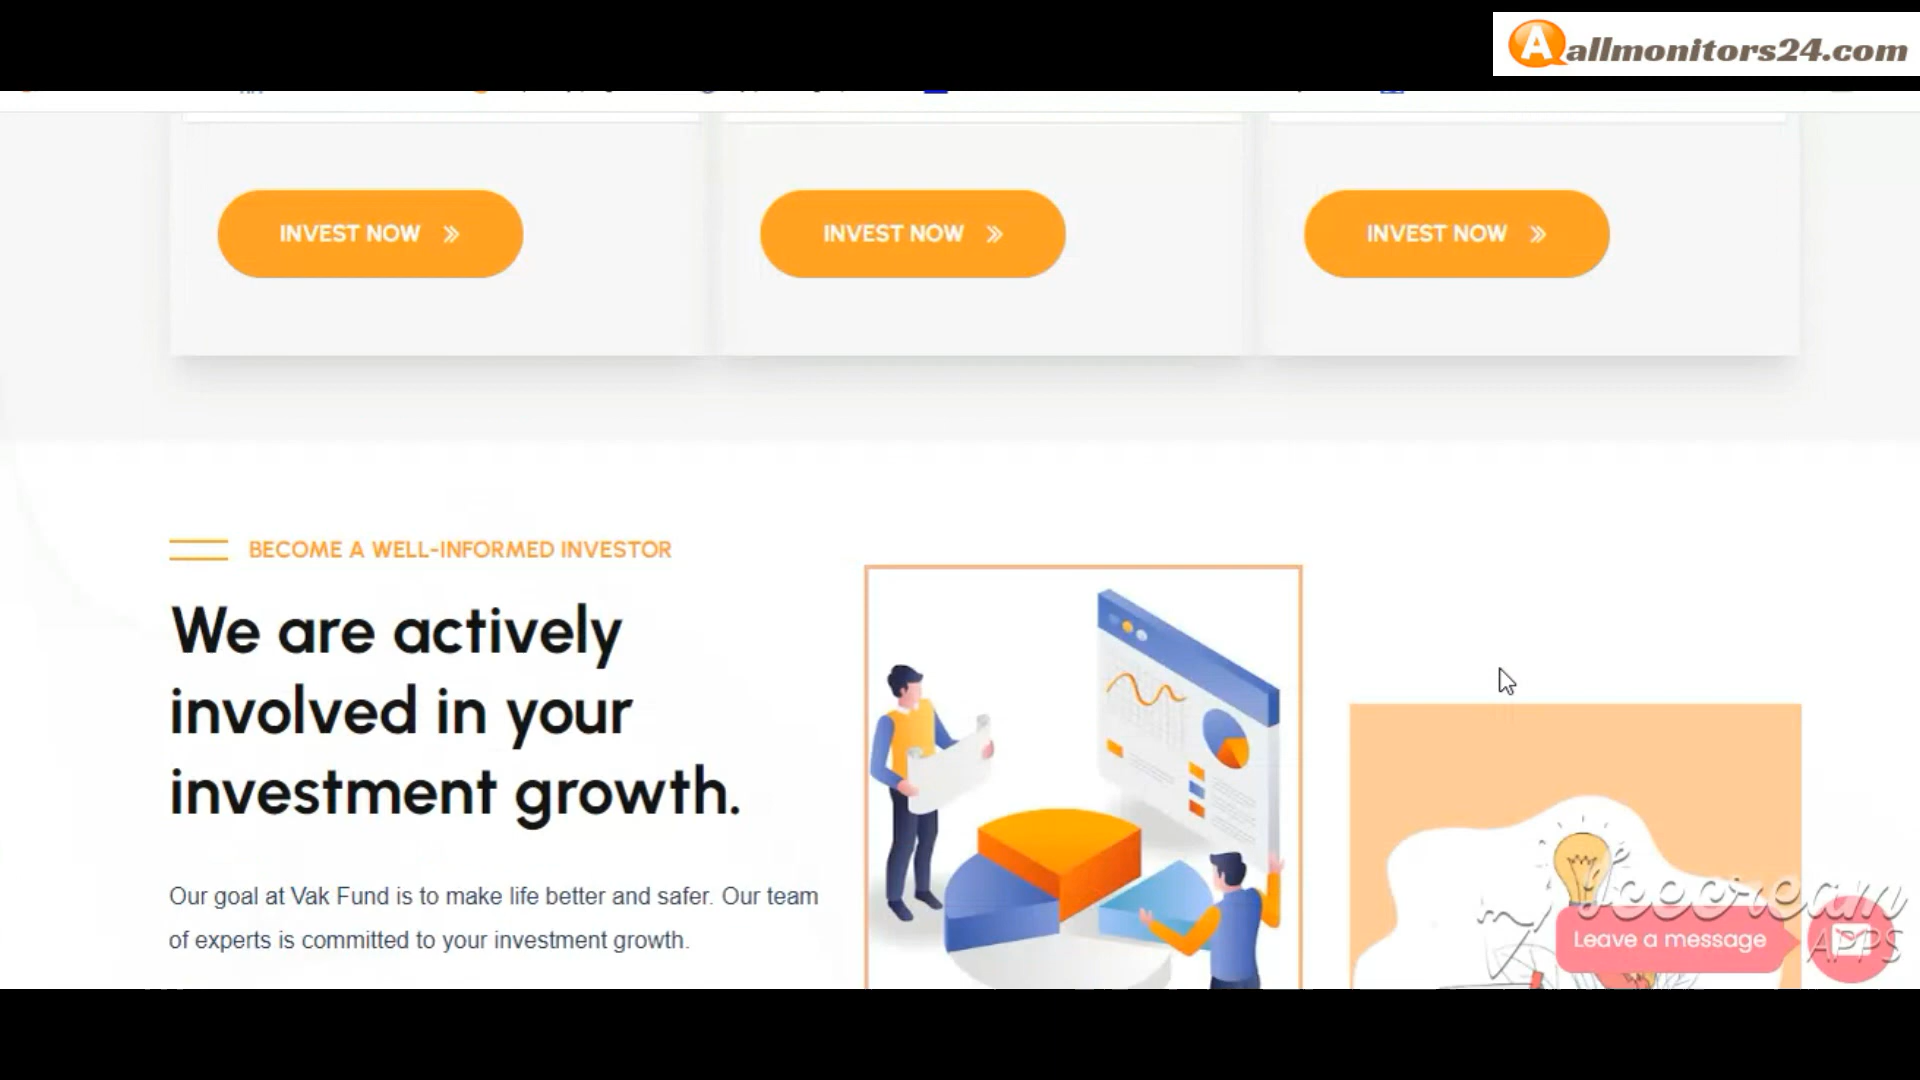 allmonitors24.com
INVEST NOW
INVEST NOW
INVEST NOW
BECOME A WELL-INFORMED INVESTOR
We are actively
involved in your
investment growth.
Our goal at Vak Fund is to make life better and safer. Our team
of experts is committed to your investment growth.
Icecream
APPS
Leave a message